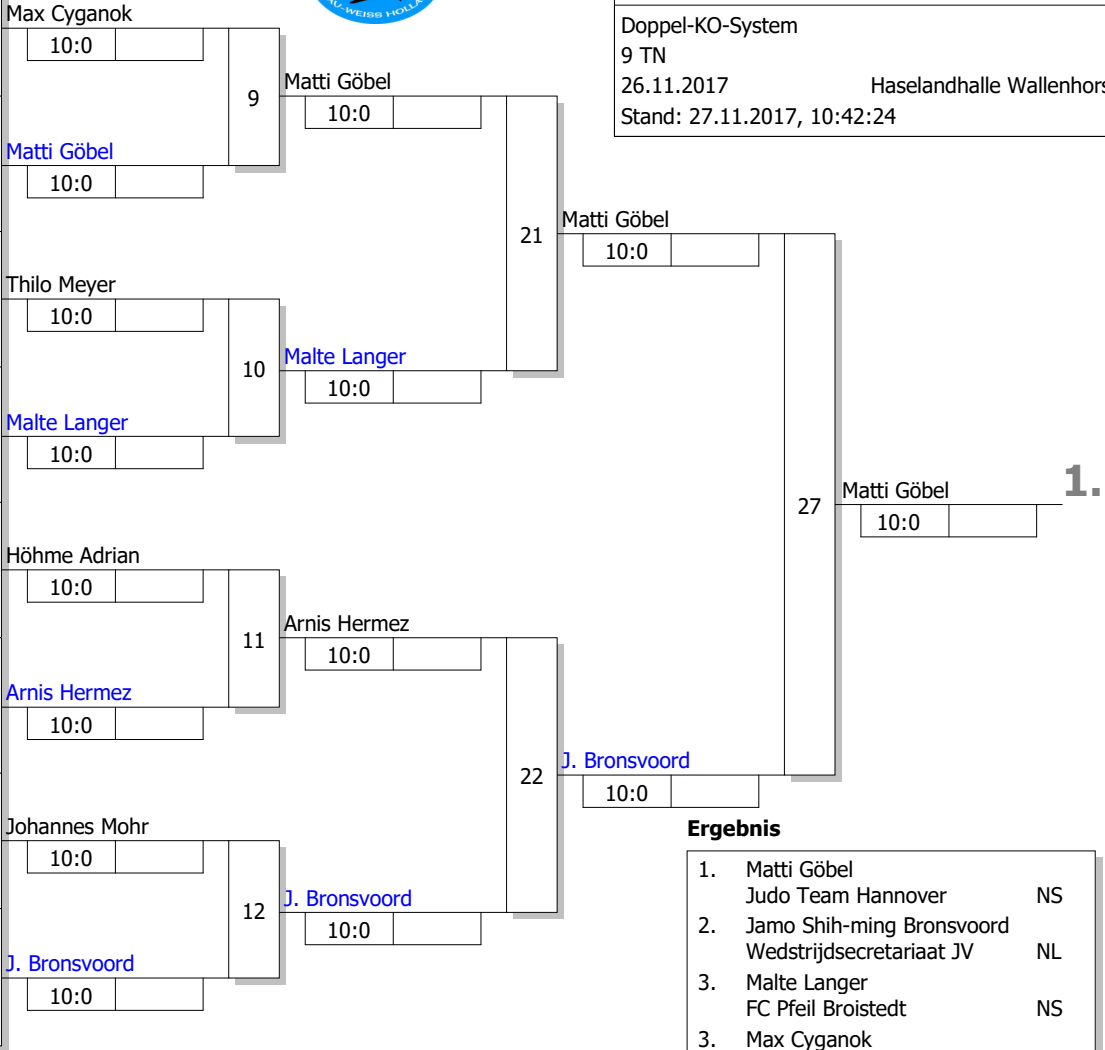 AU-WEISS HOLLA
Doppel-KO-System
9 TN
26.11.2017 Haselandhalle Wallenhors
Stand: 27.11.2017, 10:42:24
Max Cyganok
10:0
9
Matti Göbel
10:0
Matti Göbel
10:0
21
Matti Göbel
10:0
Thilo Meyer
10:0
10
Malte Langer
10:0
Malte Langer
10:0
27
Matti Göbel
1.
10:0
Höhme Adrian
10:0
11
Arnis Hermez
10:0
Arnis Hermez
10:0
22
J. Bronsvoord
10:0
Johannes Mohr
10:0
12
J. Bronsvoord
10:0
J. Bronsvoord
10:0
Ergebnis
1. Matti Göbel
Judo Team Hannover NS
2. Jamo Shih-ming Bronsvoord
Wedstrijdsecretariaat JV NL
3. Malte Langer
FC Pfeil Broistedt NS
3. Max Cyganok